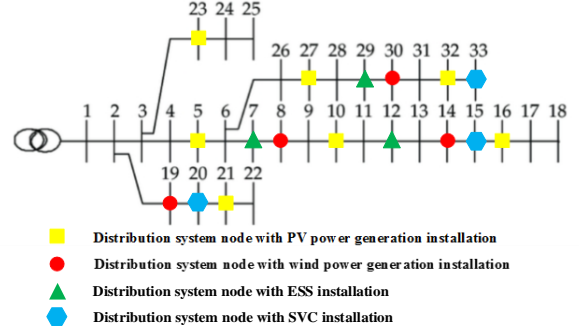 23 24 25
26 27 28 29 30 31 32 33
1 2 3 4 5 6 7 8 9 10 11 12 13 14 15 16 17 18
19 20 21 22
Distribution system node with PV power generation installation
Distribution system node with wind power generation installation
Distribution system node with ESS installation
Distribution system node with SVC installation